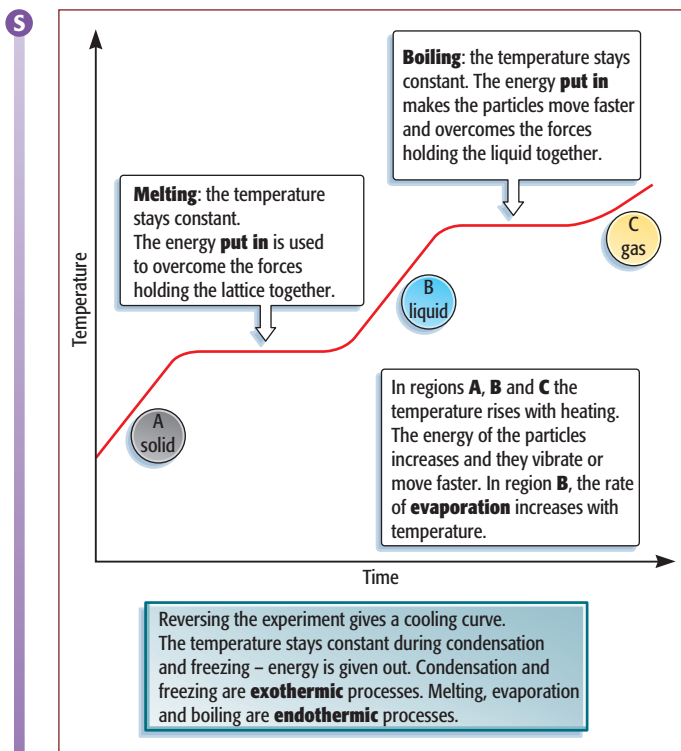 S
Boiling: the temperature stays
constant. The energy put in
makes the particles move faster
and overcomes the forces
holding the liquid together.
Melting: the temperature
stays constant.
The energy put in is used
to overcome the forces
holding the lattice together.
Temperature
C
gas
B
liquid
A
solid
In regions A, B and C the
temperature rises with heating.
The energy of the particles
increases and they vibrate or
move faster. In region B, the rate
of evaporation increases with
temperature.
Time
Reversing the experiment gives a cooling curve.
The temperature stays constant during condensation
and freezing – energy is given out. Condensation and
freezing are exothermic processes. Melting, evaporation
and boiling are endothermic processes.